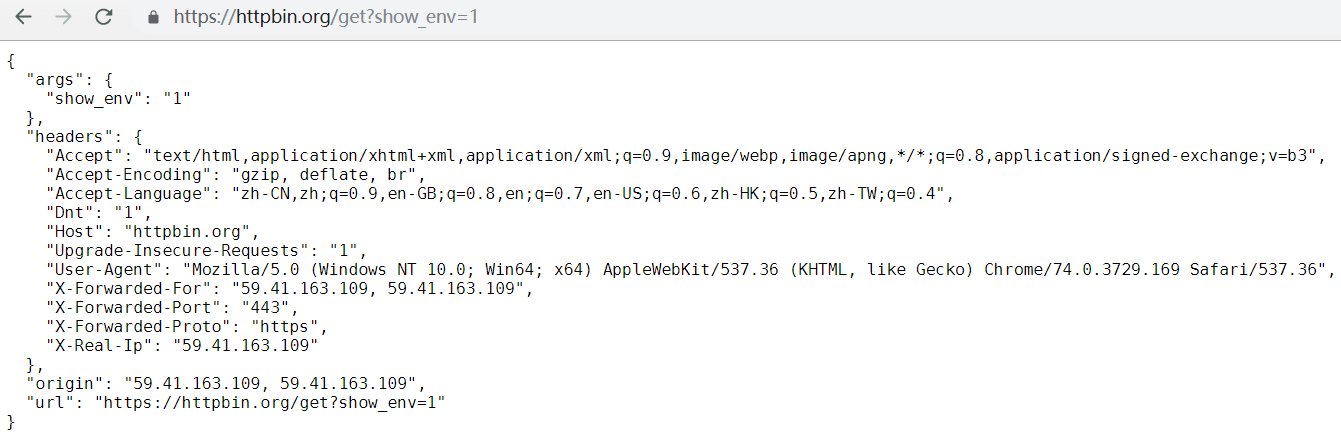 https://httpbin.org/get?show_env=1
{
  "args": {
    "show_env": "1"
  },
  "headers": {
    "Accept": "text/html,application/xhtml+xml,application/xml;q=0.9,image/webp,image/apng,*/*;q=0.8,application/signed-exchange;v=b3",
    "Accept-Encoding": "gzip, deflate, br",
    "Accept-Language": "zh-CN,zh;q=0.9,en-GB;q=0.8,en;q=0.7,en-US;q=0.6,zh-HK;q=0.5,zh-TW;q=0.4",
    "Dnt": "1",
    "Host": "httpbin.org",
    "Upgrade-Insecure-Requests": "1",
    "User-Agent": "Mozilla/5.0 (Windows NT 10.0; Win64; x64) AppleWebKit/537.36 (KHTML, like Gecko) Chrome/74.0.3729.169 Safari/537.36",
    "X-Forwarded-For": "59.41.163.109, 59.41.163.109",
    "X-Forwarded-Port": "443",
    "X-Forwarded-Proto": "https",
    "X-Real-Ip": "59.41.163.109"
  },
  "origin": "59.41.163.109, 59.41.163.109",
  "url": "https://httpbin.org/get?show_env=1"
}